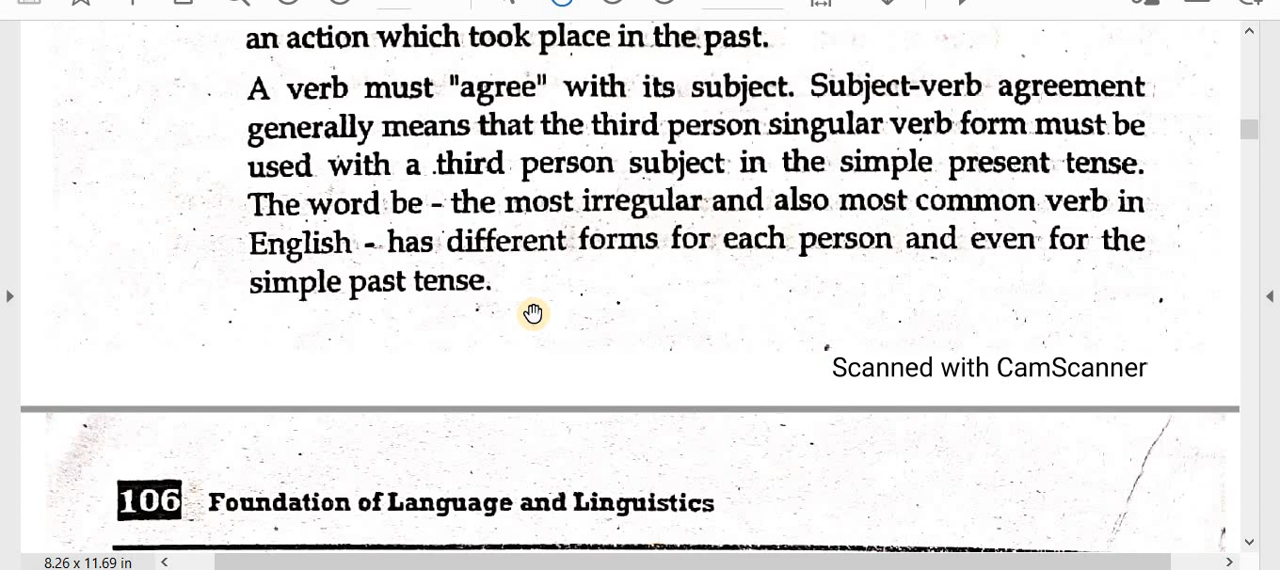 an action which took place in the past.
A verb must "agree" with its subject. Subject-verb agreement
generally means that the third person singular verb form must be
used with a third person subject in the simple present tense.
The word be - the most irregular and also most common verb in
English - has different forms for each person and even for the
simple past tense.
Scanned with CamScanner
106 Foundation of Language and Linguistics
8.26 x 11.69 in